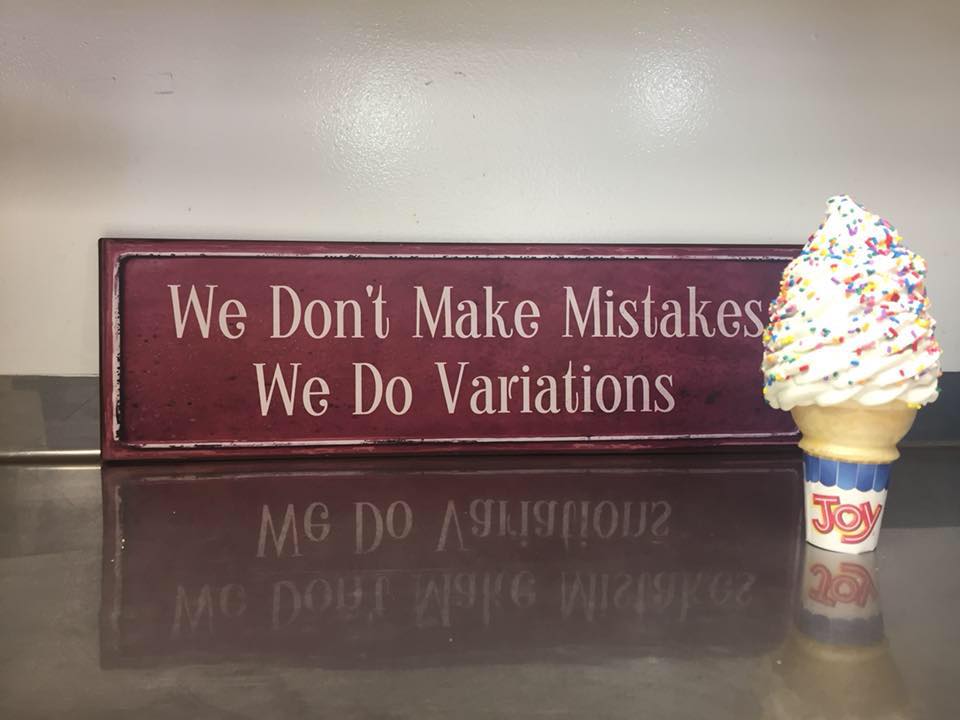 We Don't Make Mistakes
We Do Variations
Joy